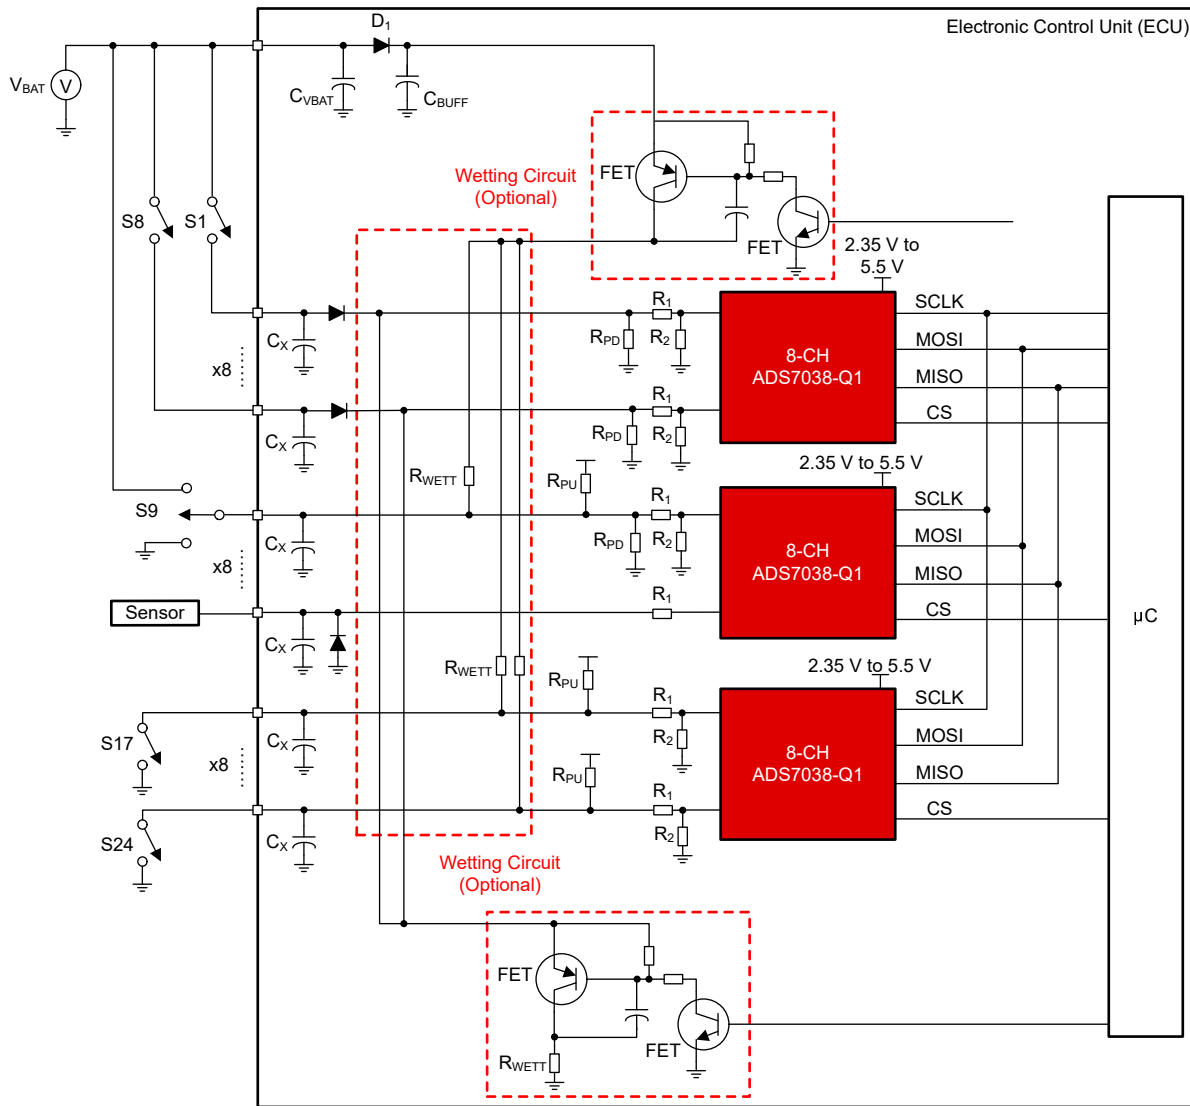 Electronic Control Unit (ECU)
D1
VBAT
V
CVBAT
CBUFF
Wetting Circuit
(Optional)
FET
FET
S8
S1
2.35 V to
5.5 V
CX
x8
RPD
R1
R2
8-CH
ADS7038-Q1
SCLK
MOSI
MISO
CS
CX
RPD
R1
R2
RWETT
RPU
2.35 V to 5.5 V
S9
CX
x8
RPD
R1
R2
8-CH
ADS7038-Q1
SCLK
MOSI
MISO
CS
µC
Sensor
CX
R1
RWETT
RPU
2.35 V to 5.5 V
S17
CX
x8
R1
R2
8-CH
ADS7038-Q1
SCLK
MOSI
MISO
CS
RPU
S24
CX
R1
R2
Wetting Circuit
(Optional)
FET
FET
RWETT